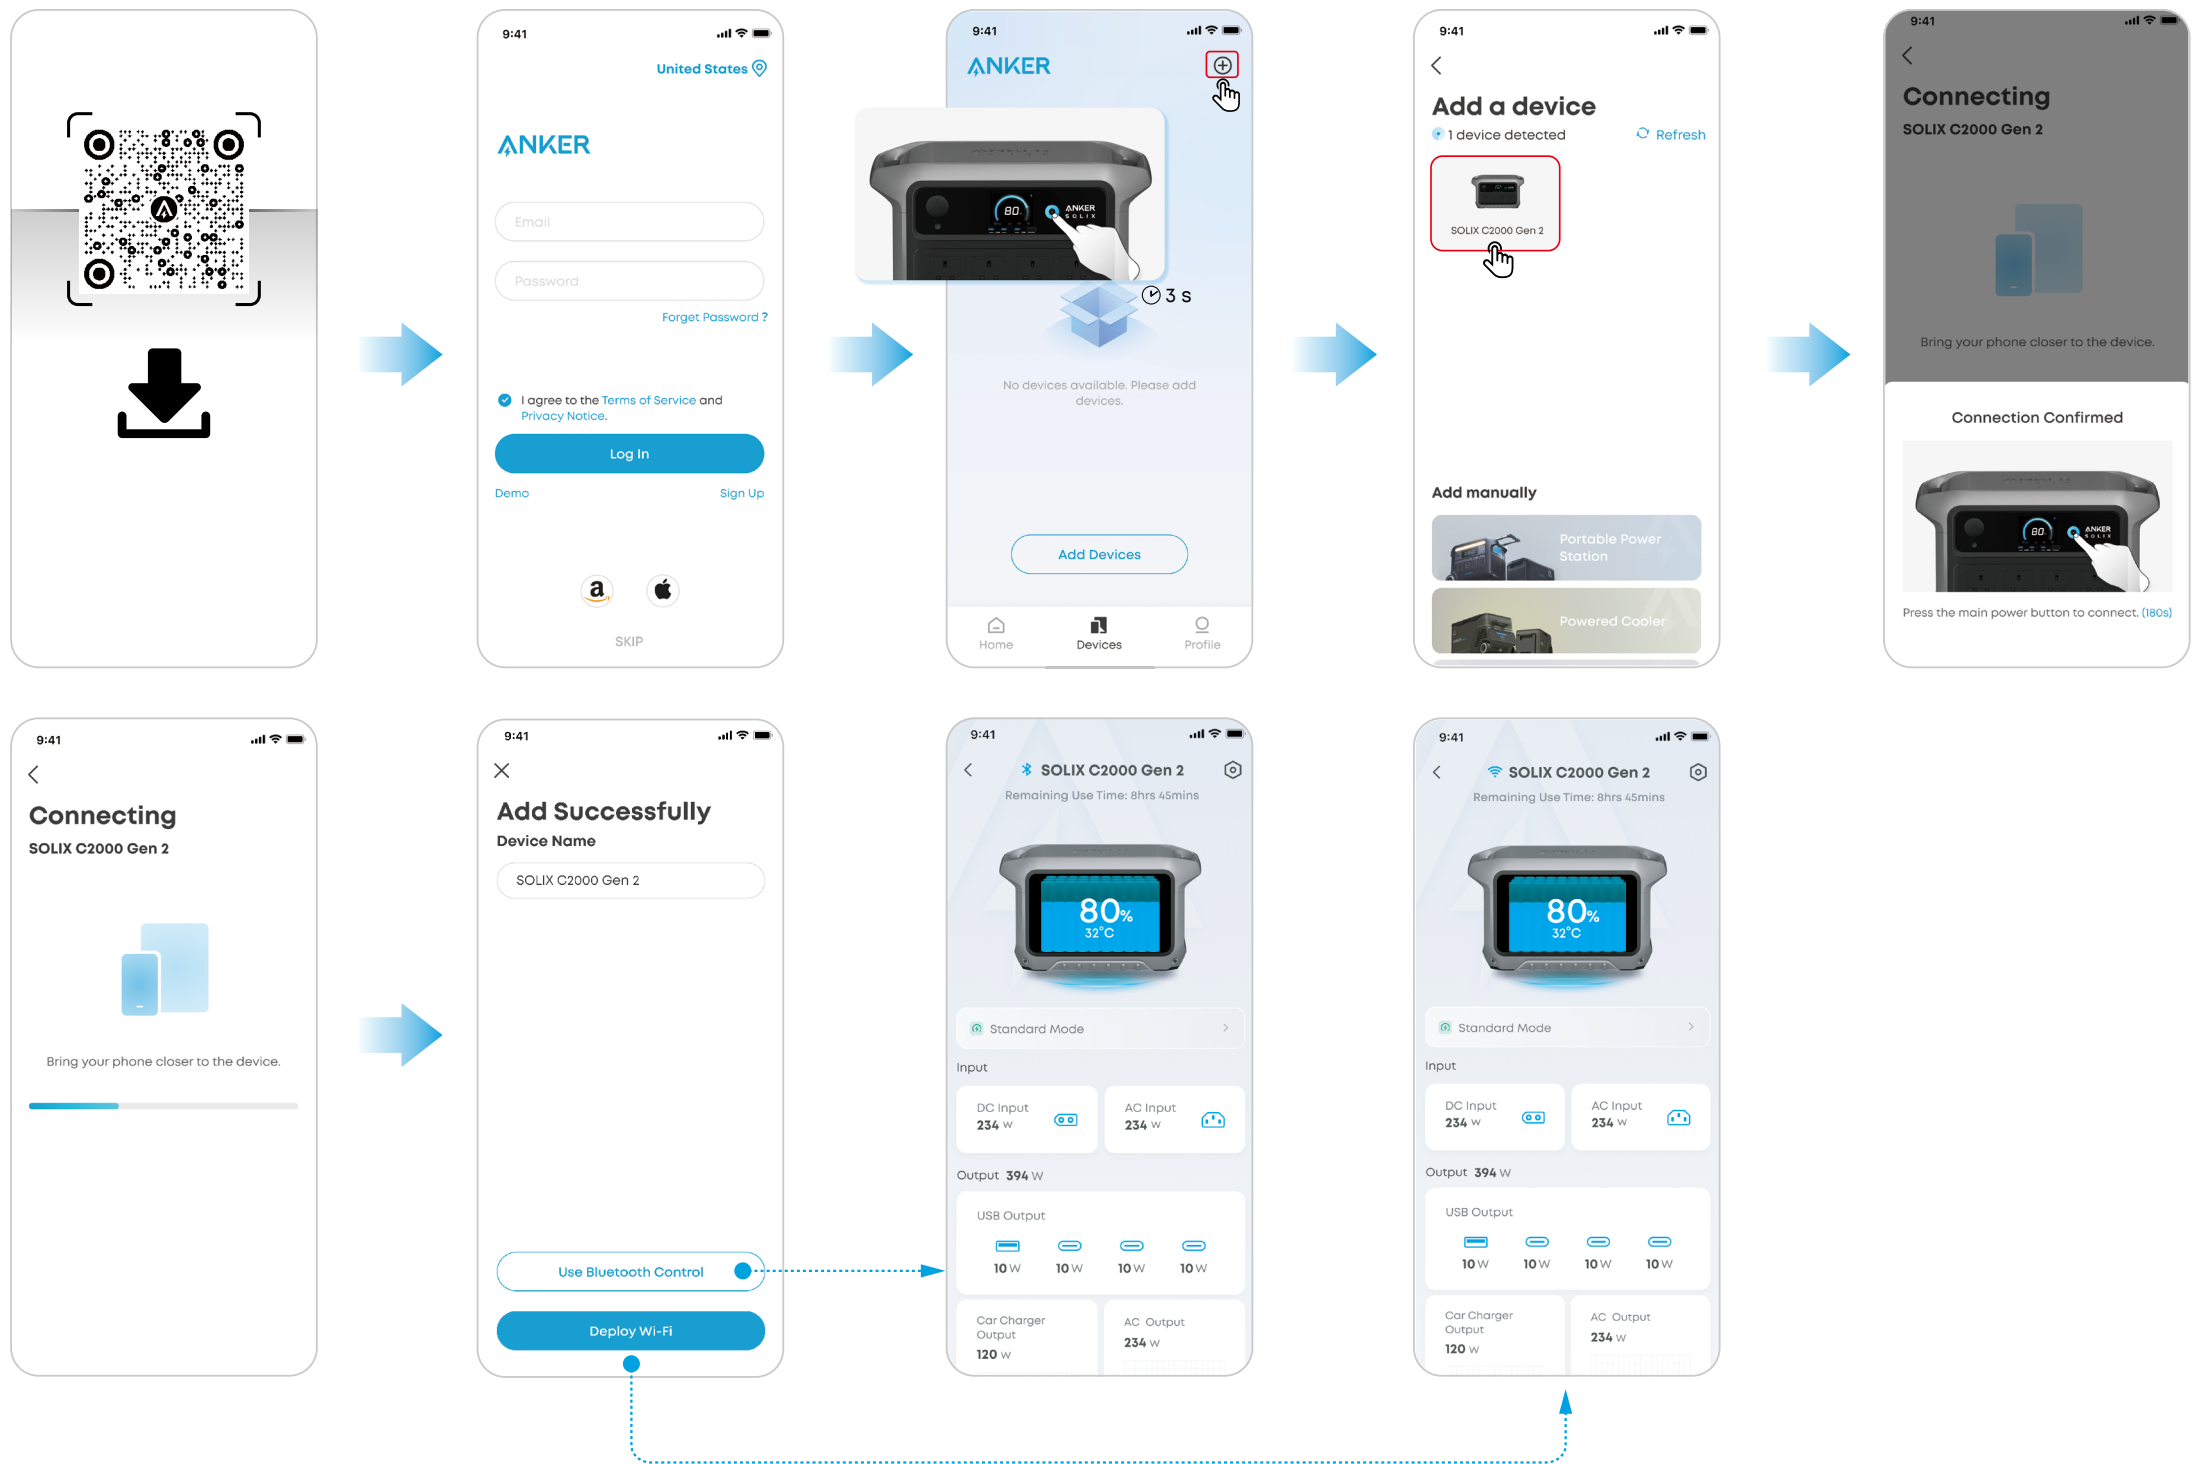 9:41
United States
ANKER
Email
Password
Forget Password ?
I agree to the Terms of Service and
Privacy Notice.
Log In
Demo
Sign Up
SKIP
9:41
ANKER
80
ANKER
SOLIX
3 s
No devices available. Please add
devices.
Add Devices
Home
Devices
Profile
9:41
Add a device
1 device detected
Refresh
SOLIX C2000 Gen 2
Add manually
Portable Power
Station
Powered Cooler
9:41
Connecting
SOLIX C2000 Gen 2
Bring your phone closer to the device.
Connection Confirmed
80
ANKER
SOLIX
Press the main power button to connect. (180s)
9:41
Connecting
SOLIX C2000 Gen 2
Bring your phone closer to the device.
9:41
Add Successfully
Device Name
SOLIX C2000 Gen 2
Use Bluetooth Control
Deploy Wi-Fi
9:41
SOLIX C2000 Gen 2
Remaining Use Time: 8hrs 45mins
80%
32°C
Standard Mode
Input
DC Input
234 W
AC Input
234 W
Output 394 W
USB Output
10 W 10 W 10 W 10 W
Car Charger
Output
120 W
AC Output
234 W
9:41
SOLIX C2000 Gen 2
Remaining Use Time: 8hrs 45mins
80%
32°C
Standard Mode
Input
DC Input
234 W
AC Input
234 W
Output 394 W
USB Output
10 W 10 W 10 W 10 W
Car Charger
Output
120 W
AC Output
234 W